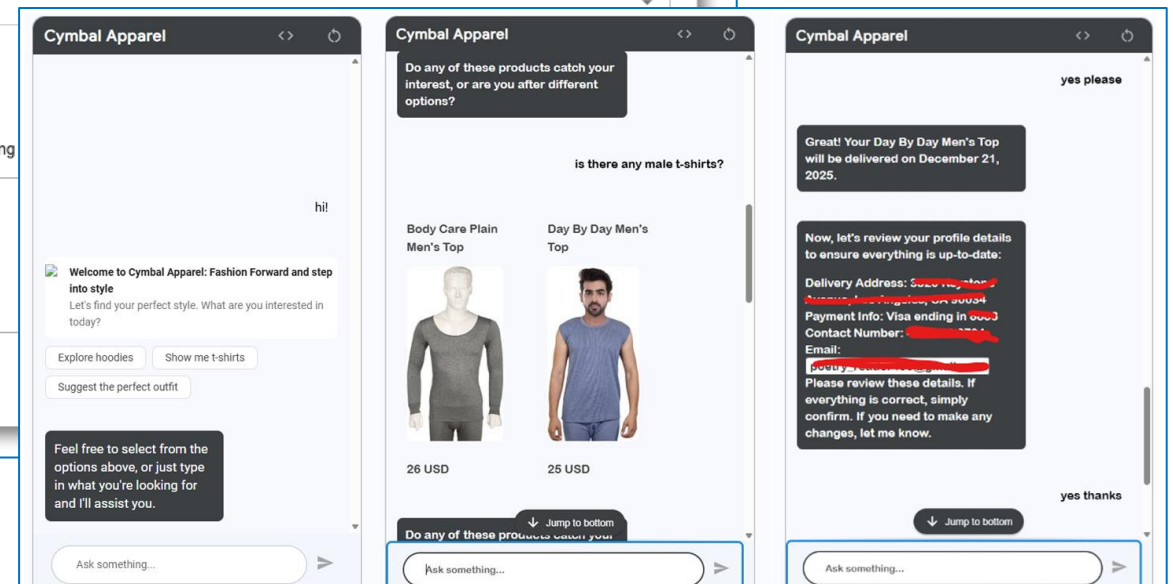 ng
Cymbal Apparel
hi!
Welcome to Cymbal Apparel: Fashion Forward and step
into style
Let's find your perfect style. What are you interested in
today?
Explore hoodies
Show me t-shirts
Suggest the perfect outfit
Feel free to select from the
options above, or just type
in what you're looking for
and I'll assist you.
Ask something...
Cymbal Apparel
Do any of these products catch your
interest, or are you after different
options?
is there any male t-shirts?
Body Care Plain
Men's Top
Day By Day Men's
Top
26 USD
25 USD
Jump to bottom
Do any of these products catch your
Ask something...
Cymbal Apparel
yes please
Great! Your Day By Day Men's Top
will be delivered on December 21,
2025.
Now, let's review your profile details
to ensure everything is up-to-date:
Delivery Address:
Payment Info: Visa ending in
Contact Number:
Email:
Please review these details. If
everything is correct, simply
confirm. If you need to make any
changes, let me know.
yes thanks
Jump to bottom
Ask something...